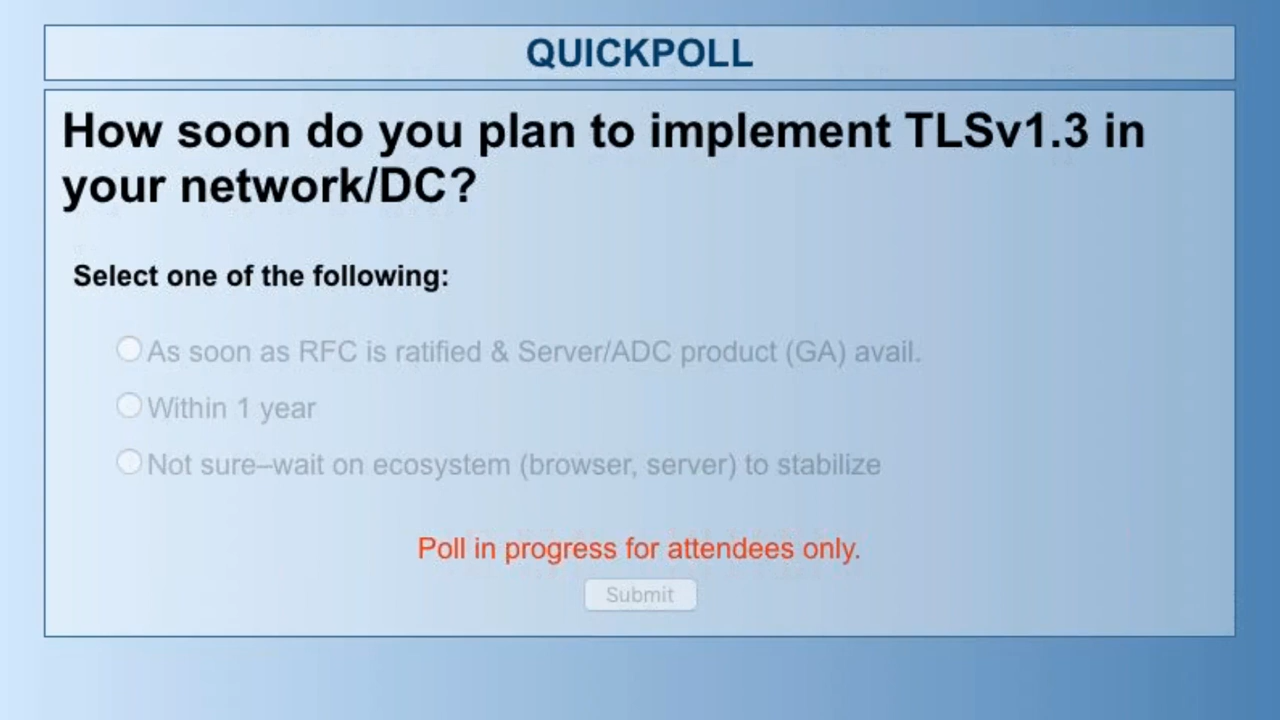 QUICKPOLL
How soon do you plan to implement TLSv1.3 in
your network/DC?
Select one of the following:
As soon as RFC is ratified & Server/ADC product (GA) avail.
Within 1 year
Not sure–wait on ecosystem (browser, server) to stabilize
Poll in progress for attendees only.
Submit